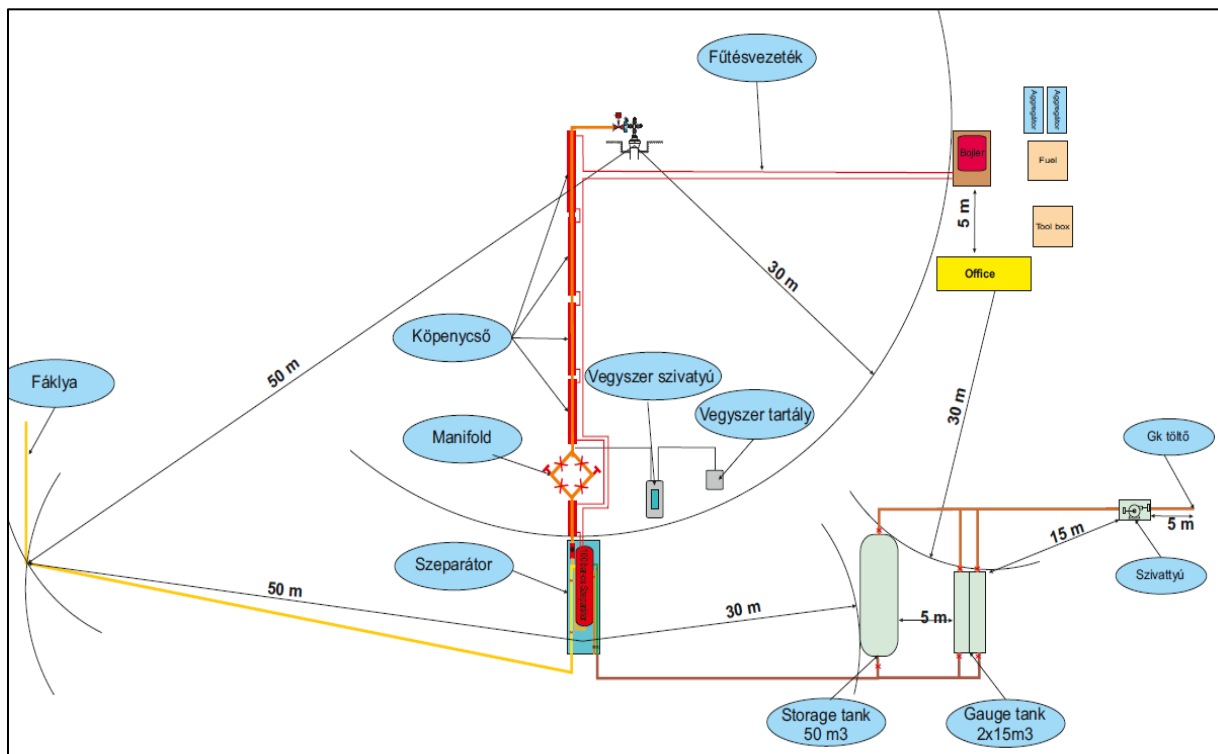 Fűtésvezeték
Aggregátor
Aggregátor
Bojler
Fuel
5 m
Tool box
Office
30 m
Köpenycső
50 m
Fáklya
Vegyszer szivatyú
Vegyszer tartály
30 m
Manifold
Gk töltő
5 m
15 m
Szeparátor
Szivattyú
50 m
30 m
5 m
Storage tank
50 m3
Gauge tank
2x15m3